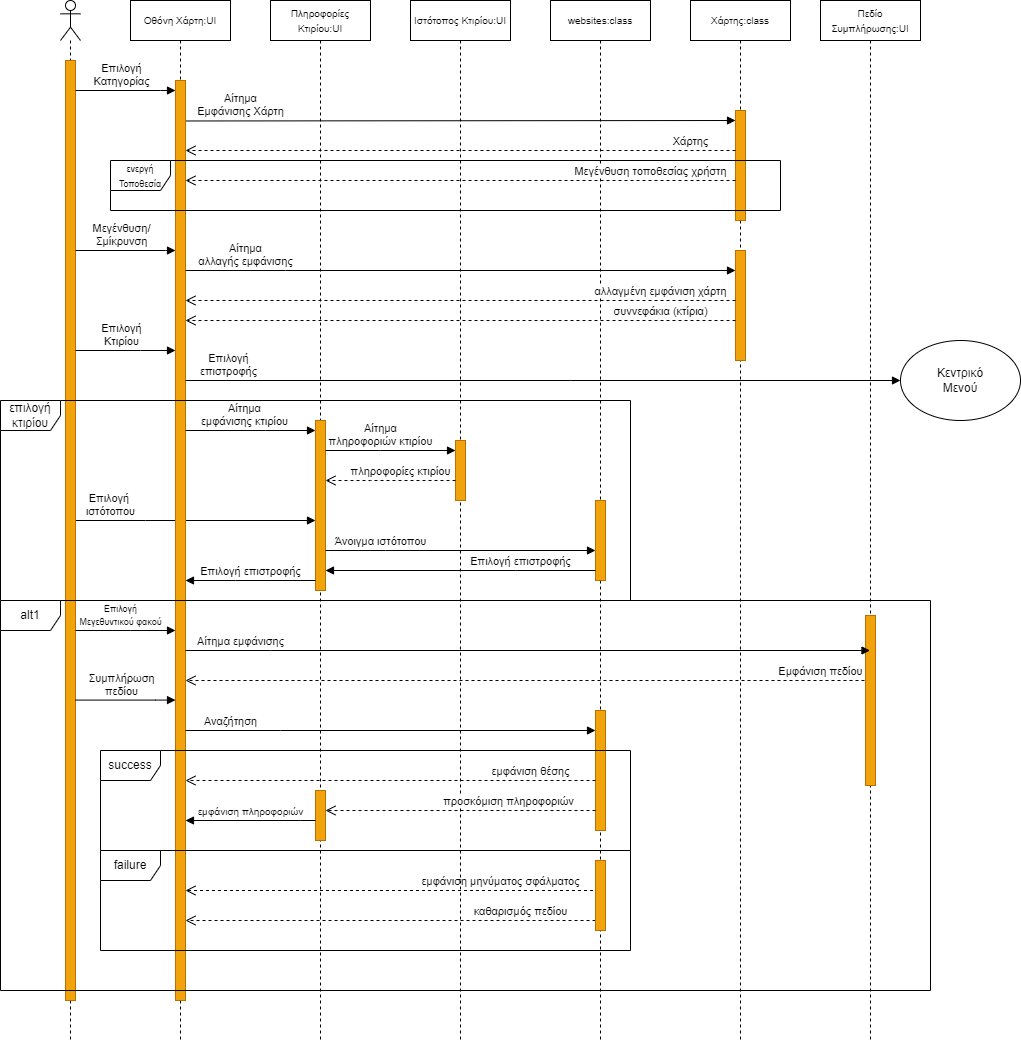 Οθόνη Χάρτη:UI
Πληροφορίες
Κτιρίου:UI
Ιστότοπος Κτιρίου:UI
websites:class
Χάρτης:class
Πεδίο
Συμπλήρωσης:UI
Επιλογή
Κατηγορίας
Αίτημα
Εμφάνισης Χάρτη
Χάρτης
ενεργή
Τοποθεσία
Μεγένθυση τοποθεσίας χρήστη
Μεγένθυση/
Σμίκρυνση
Αίτημα
αλλαγής εμφάνισης
αλλαγμένη εμφάνιση χάρτη
συννεφάκια (κτίρια)
Επιλογή
Κτιρίου
Επιλογή
επιστροφής
Κεντρικό
Μενού
επιλογή
κτιρίου
Αίτημα
εμφάνισης κτιρίου
Αίτημα
πληροφοριών κτιρίου
πληροφορίες κτιρίου
Επιλογή
ιστότοπου
Άνοιγμα ιστότοπου
Επιλογή επιστροφής
Επιλογή επιστροφής
alt1
Επιλογή
Μεγεθυντικού φακού
Αίτημα εμφάνισης
Εμφάνιση πεδίου
Συμπλήρωση
πεδίου
Αναζήτηση
success
εμφάνιση θέσης
προσκόμιση πληροφοριών
εμφάνιση πληροφοριών
failure
εμφάνιση μηνύματος σφάλματος
καθαρισμός πεδίου